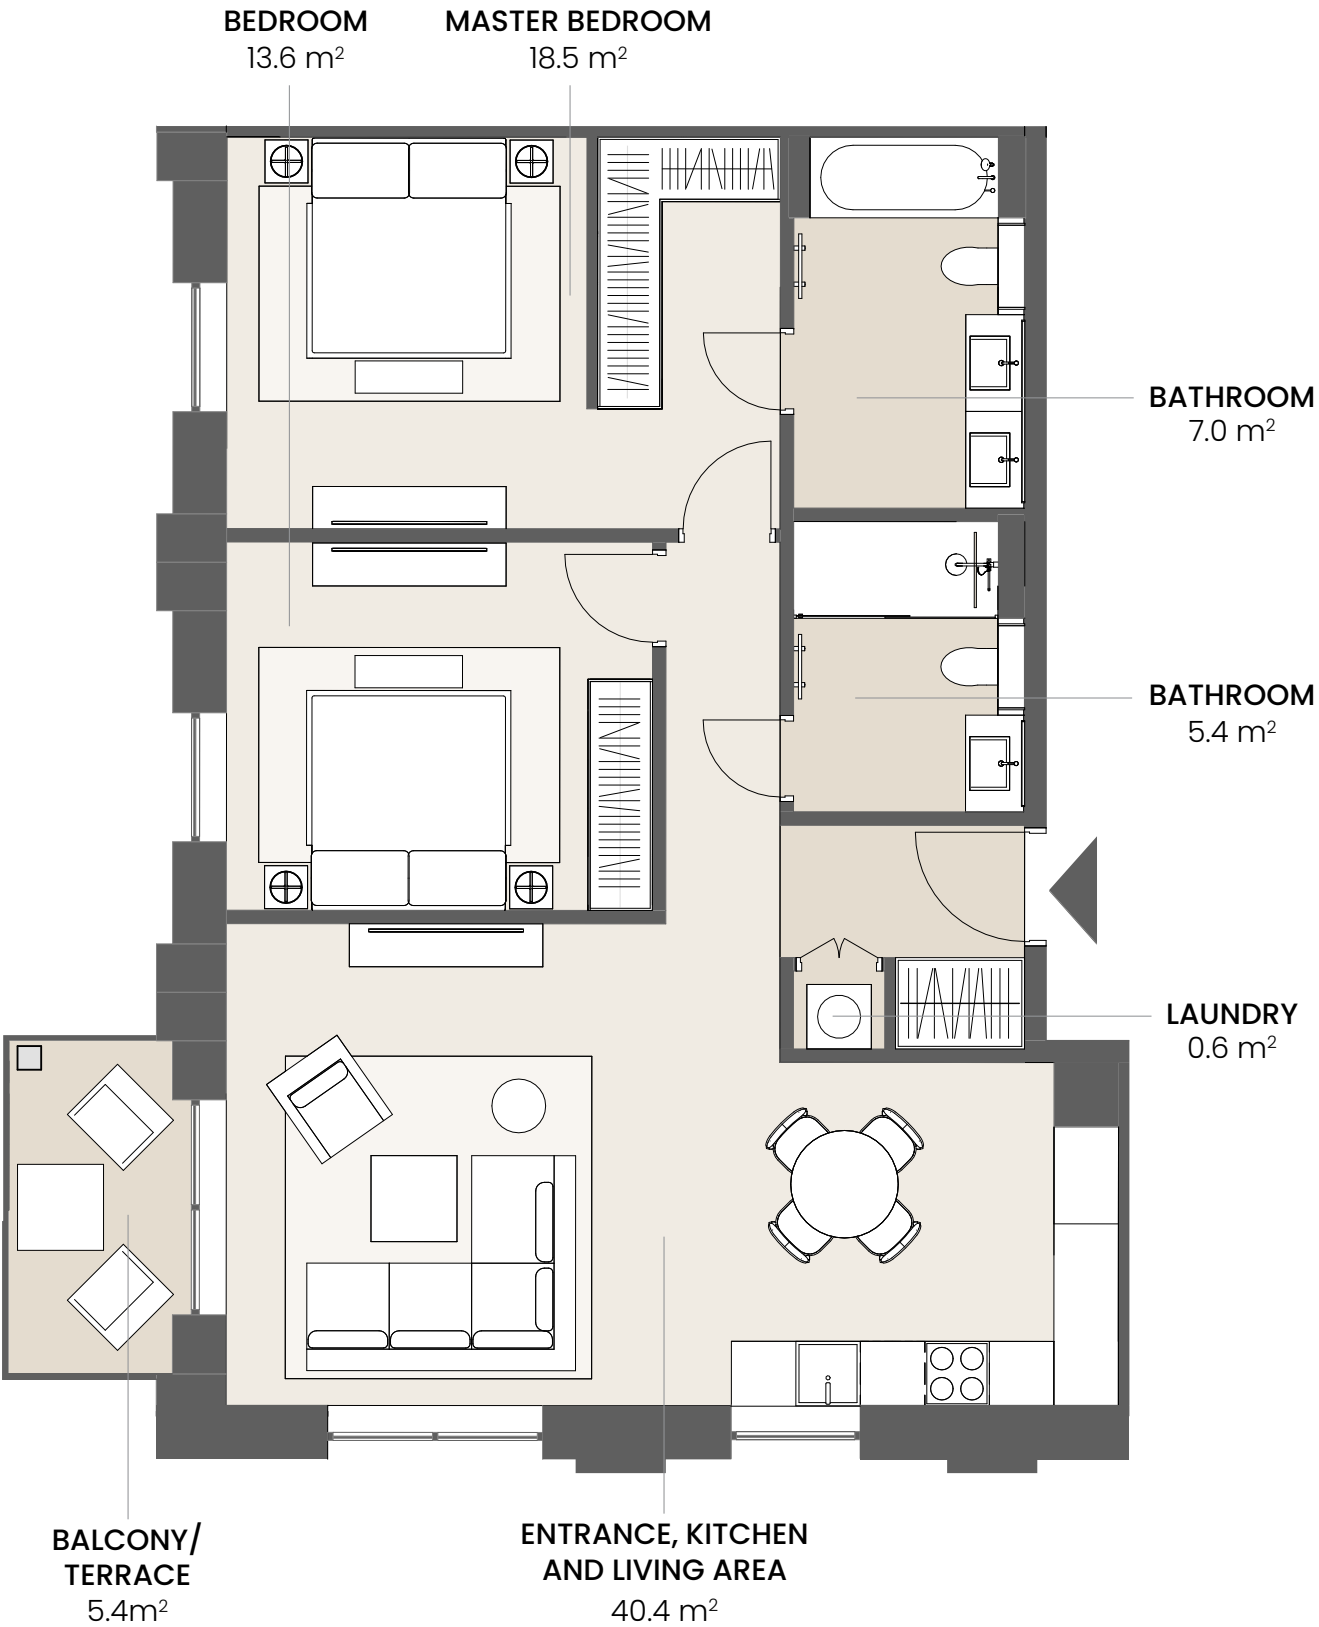 BEDROOM
13.6 m²
MASTER BEDROOM
18.5 m²
BATHROOM
7.0 m²
BATHROOM
5.4 m²
LAUNDRY
0.6 m²
BALCONY/
TERRACE
5.4m²
ENTRANCE, KITCHEN
AND LIVING AREA
40.4 m²